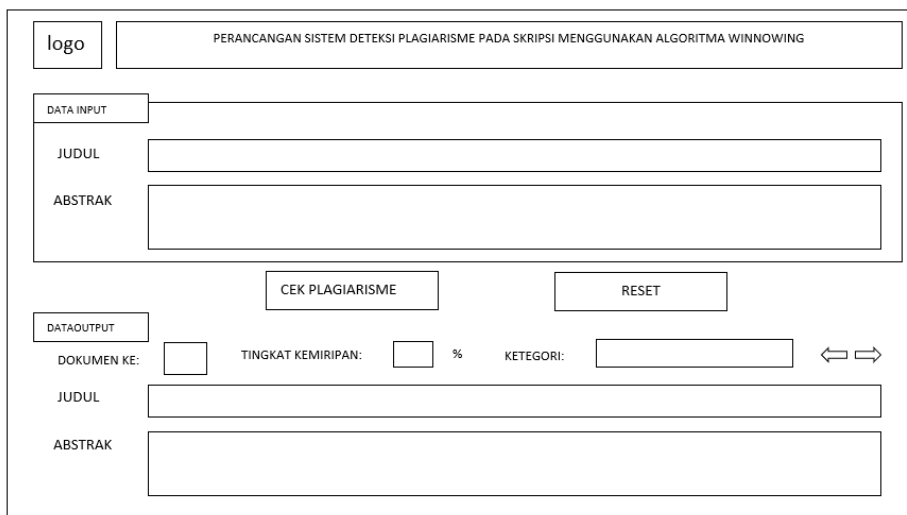 logo
PERANCANGAN SISTEM DETEKSI PLAGIARISME PADA SKRIPSI MENGGUNAKAN ALGORITMA WINNOWING
DATA INPUT
JUDUL
ABSTRAK
CEK PLAGIARISME
RESET
DATAOUTPUT
DOKUMEN KE:
TINGKAT KEMIRIPAN:
%
KETEGORI:
JUDUL
ABSTRAK